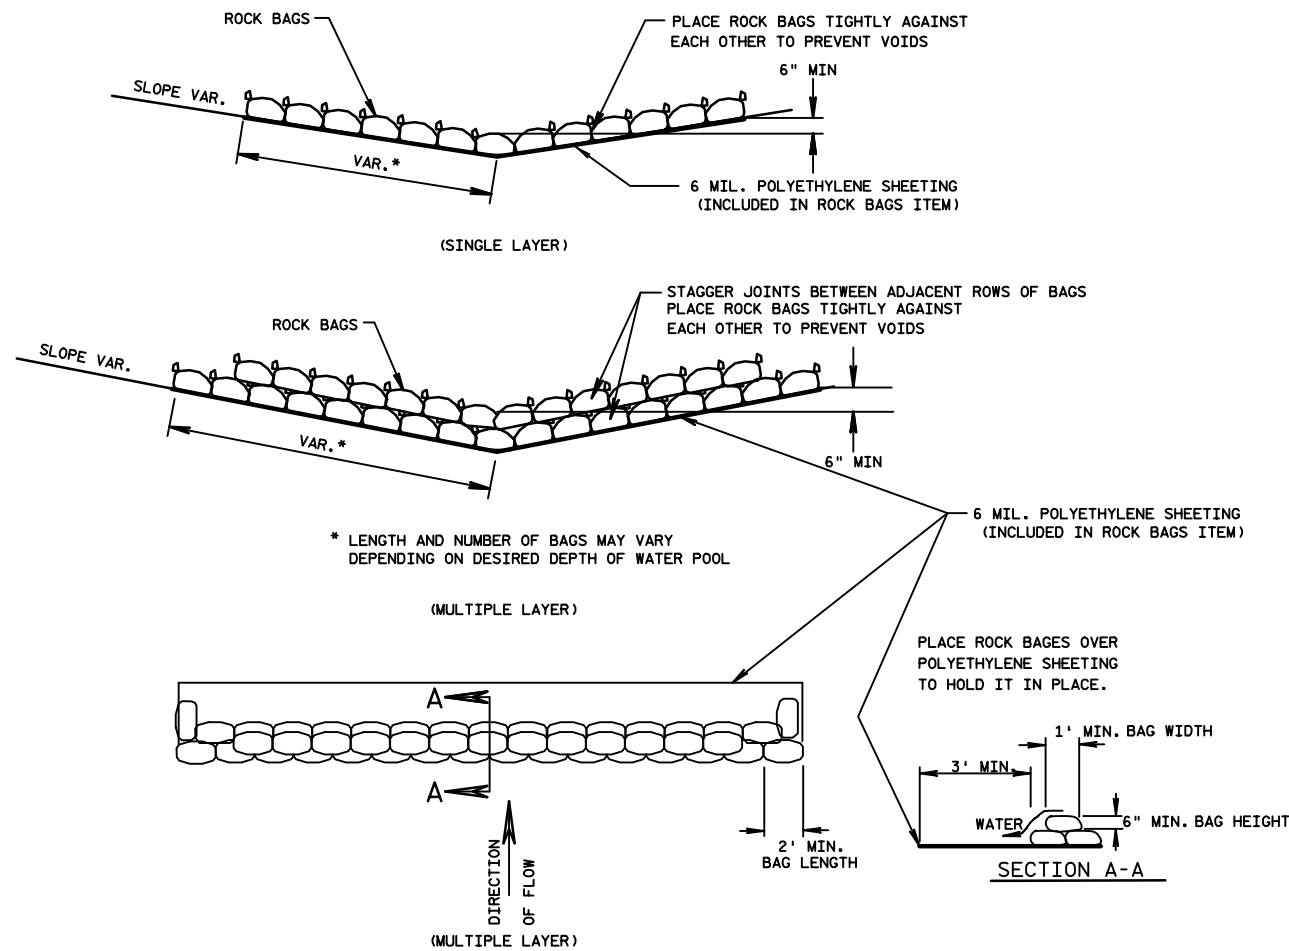 ROCK BAGS
PLACE ROCK BAGS TIGHTLY AGAINST
EACH OTHER TO PREVENT VOIDS
6" MIN
SLOPE VAR.
VAR.*
6 MIL. POLYETHYLENE SHEETING
(INCLUDED IN ROCK BAGS ITEM)
(SINGLE LAYER)
STAGGER JOINTS BETWEEN ADJACENT ROWS OF BAGS
PLACE ROCK BAGS TIGHTLY AGAINST
EACH OTHER TO PREVENT VOIDS
ROCK BAGS
SLOPE VAR.
VAR.*
6" MIN
6 MIL. POLYETHYLENE SHEETING
(INCLUDED IN ROCK BAGS ITEM)
* LENGTH AND NUMBER OF BAGS MAY VARY
DEPENDING ON DESIRED DEPTH OF WATER POOL
(MULTIPLE LAYER)
PLACE ROCK BAGES OVER
POLYETHYLENE SHEETING
TO HOLD IT IN PLACE.
A
A
1' MIN. BAG WIDTH
3' MIN.
WATER
6" MIN. BAG HEIGHT
SECTION A-A
2' MIN.
BAG LENGTH
DIRECTION
OF FLOW
(MULTIPLE LAYER)